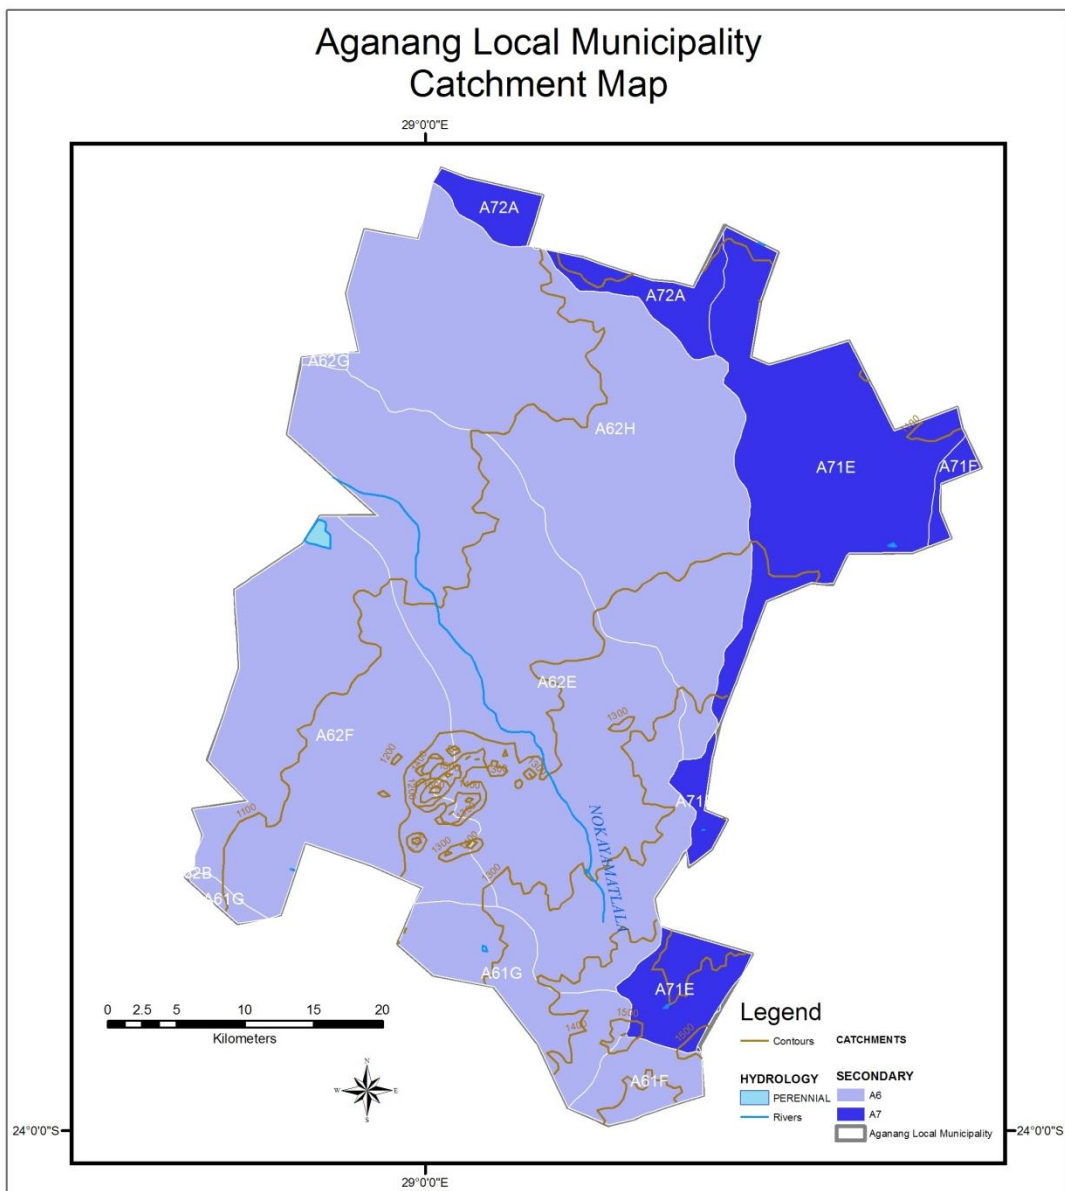 Aganang Local Municipality
Catchment Map
29°0'0"E
A72A
A72A
A62G
A62H
A71E
A71F
A62E
1300
A62F
1200
1200
1300
1300
1100
1300
NOKAYAMATLALA
A61G
A61G
A71E
1500
1400
1500
A61F
0 2.5 5 10 15 20
Kilometers
N
W E
S
Legend
Contours
CATCHMENTS
HYDROLOGY
SECONDARY
PERENNIAL
A6
Rivers
A7
Aganang Local Municipality
24°0'0"S
24°0'0"S
29°0'0"E